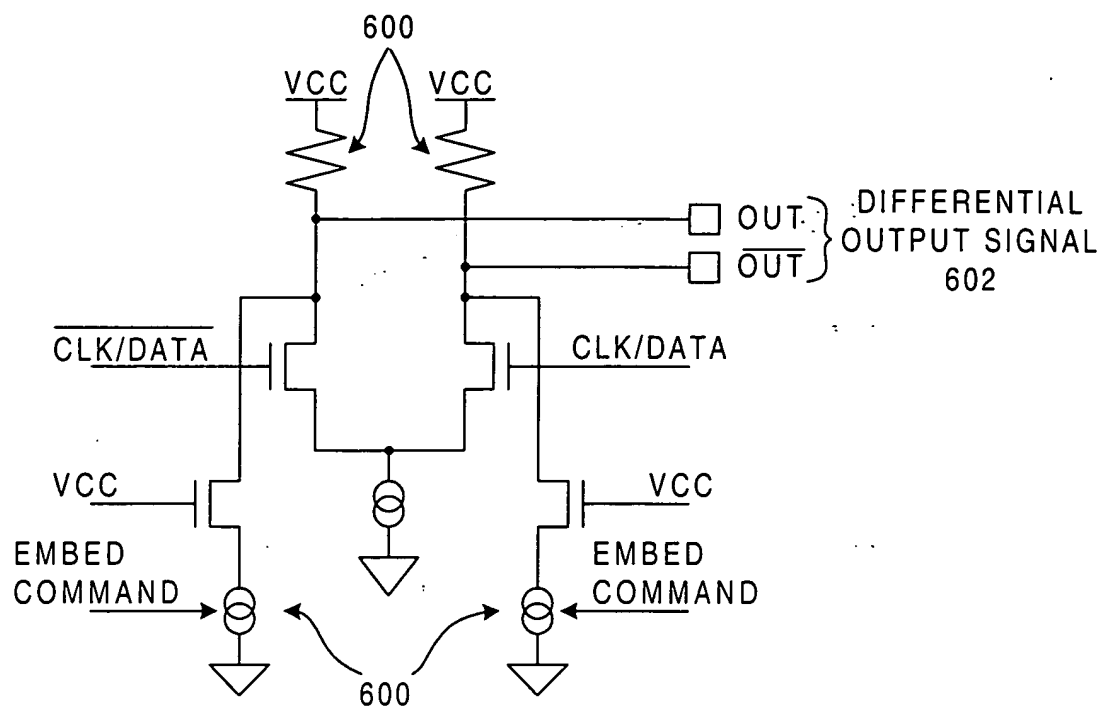 600
VCC VCC
OUT
OUT
DIFFERENTIAL
OUTPUT SIGNAL
602
CLK/DATA
CLK/DATA
VCC
VCC
EMBED
COMMAND
EMBED
COMMAND
600